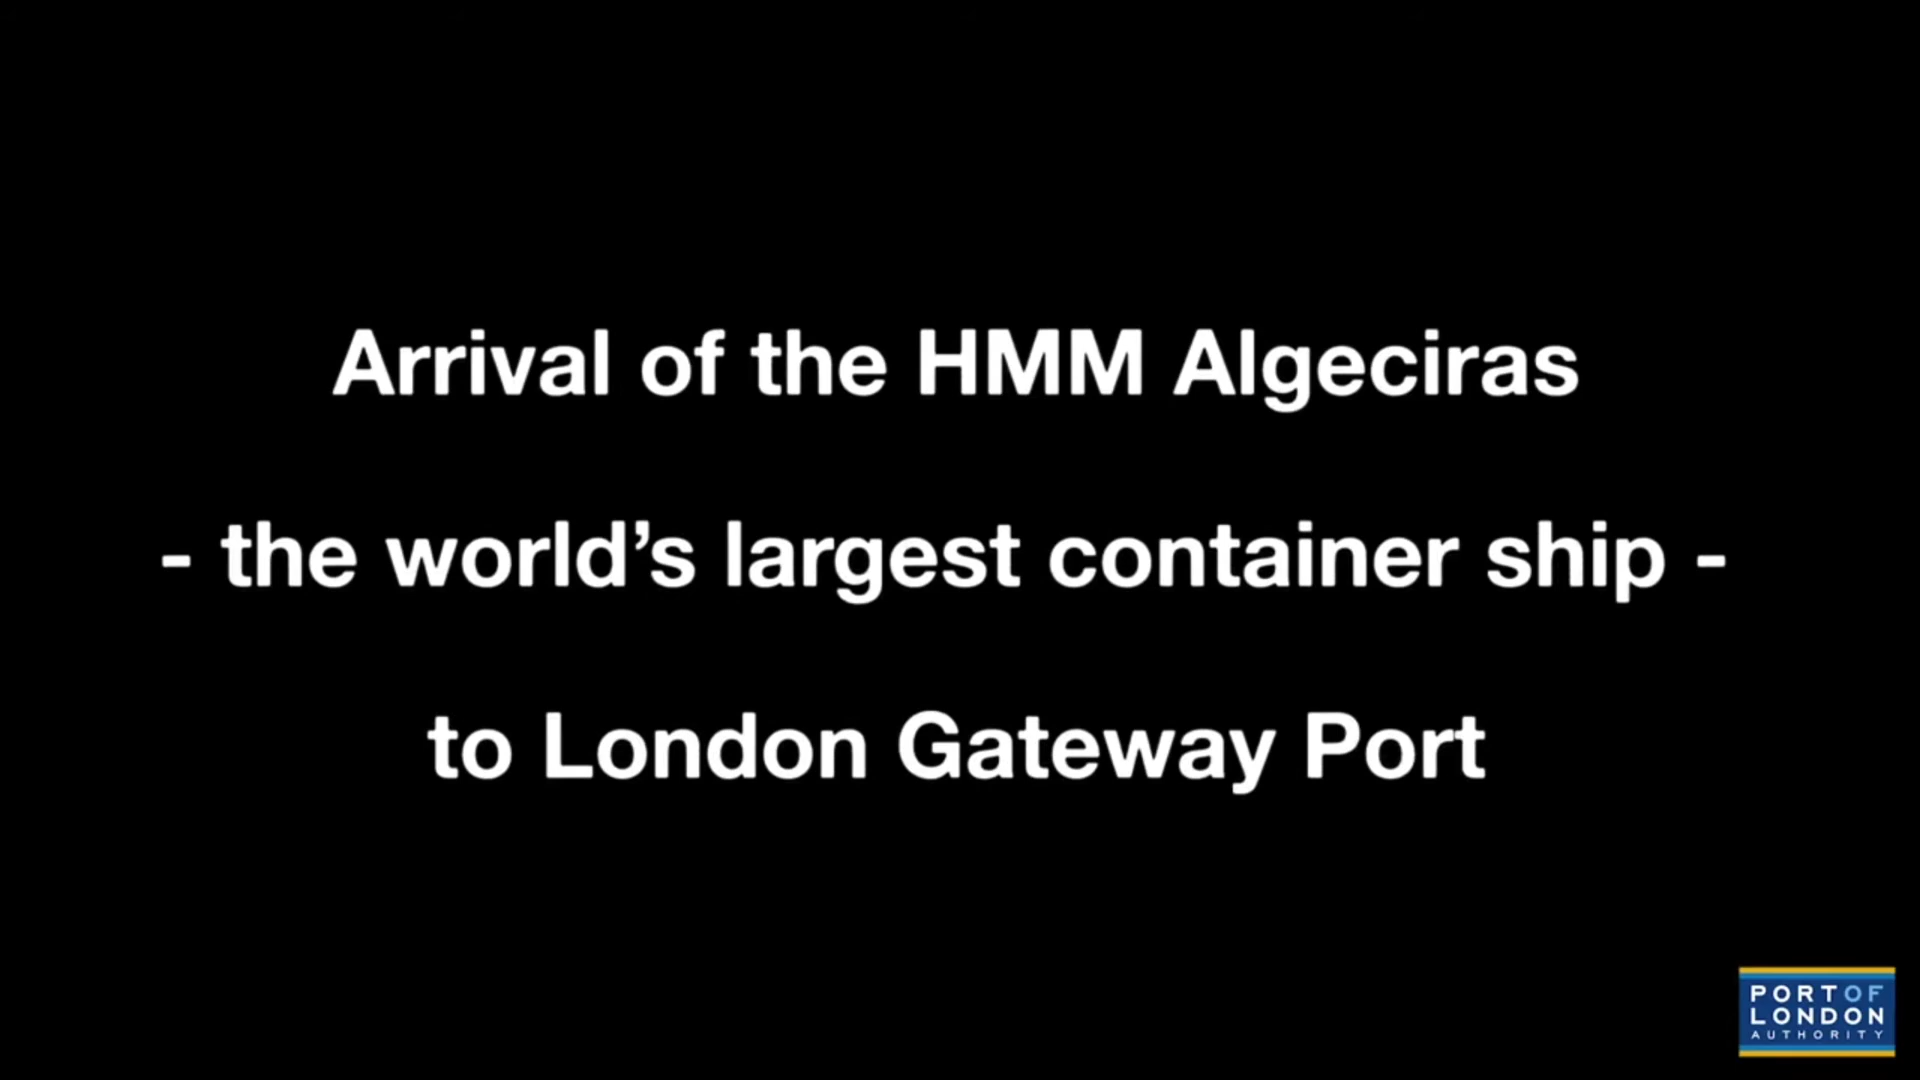 Arrival of the HMM Algeciras
- the world’s largest container ship -
to London Gateway Port
PORT OF
LONDON
AUTHORITY